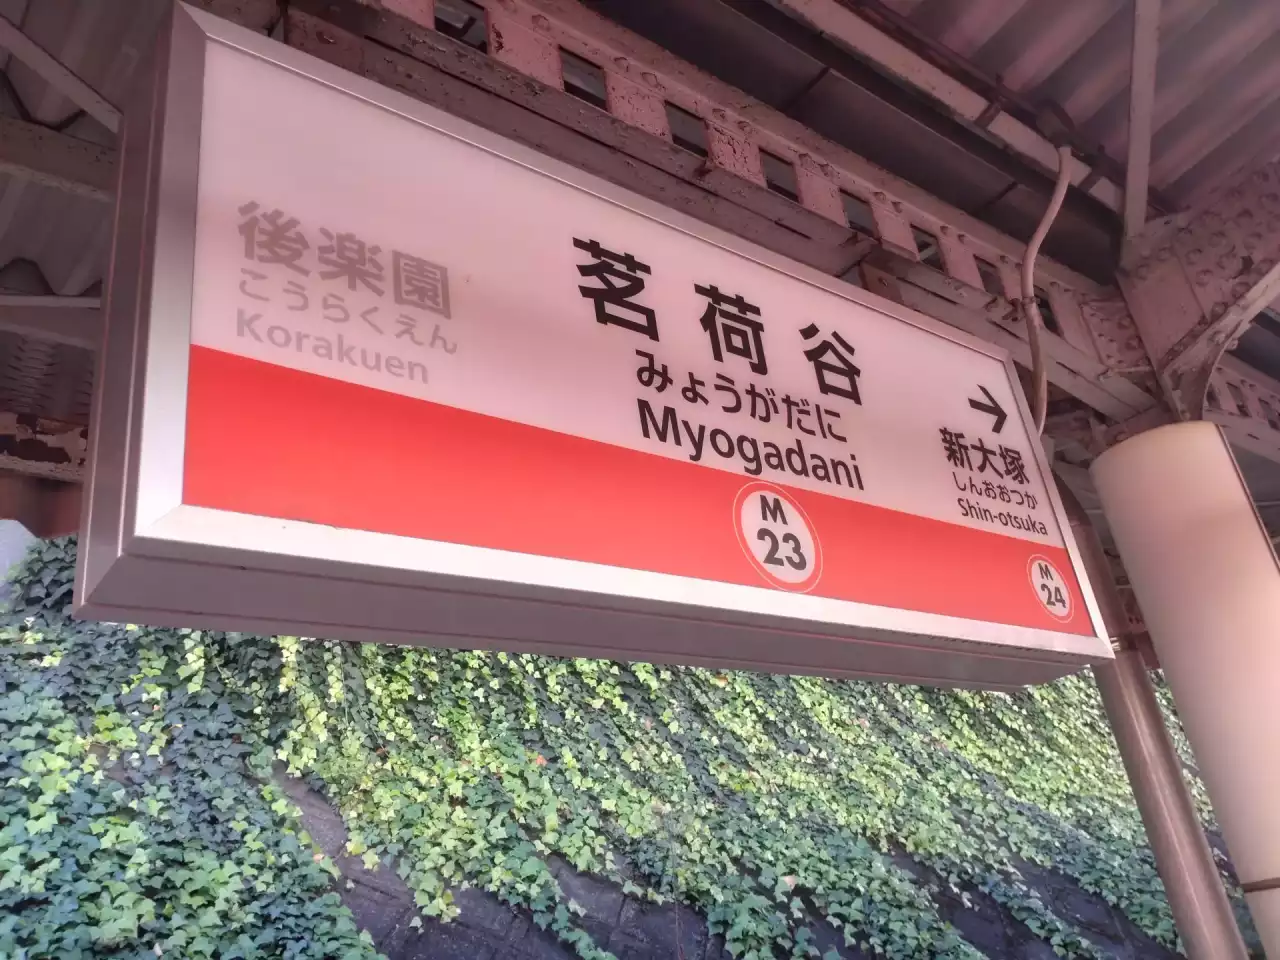 後楽園
こうらくえん
Korakuen
茗荷谷
みょうがだに
Myogadani
M
23
→
新大塚
しんおおつか
Shin-otsuka
M
24